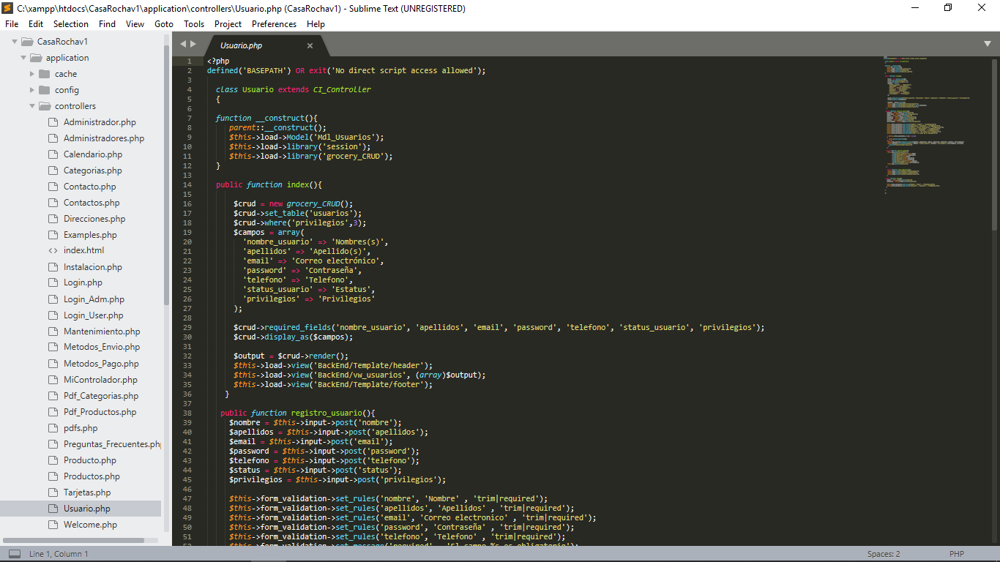 C:\xampp\htdocs\CasaRochav1\application\controllers\Usuario.php (CasaRochav1) - Sublime Text (UNREGISTERED)
File Edit Selection Find View Goto Tools Project Preferences Help
CasaRochav1
application
cache
config
controllers
Administrador.php
Administradores.php
Calendario.php
Categorias.php
Contacto.php
Contactos.php
Direcciones.php
Examples.php
index.html
Instalacion.php
Login.php
Login_Adm.php
Login_User.php
Mantenimiento.php
Metodos_Envio.php
Metodos_Pago.php
MiControlador.php
Pdf_Categorias.php
Pdf_Productos.php
pdfs.php
Preguntas_Frecuentes.ph
Producto.php
Productos.php
Tarjetas.php
Usuario.php
Welcome.php
Usuario.php
1 <?php
2 defined('BASEPATH') OR exit('No direct script access allowed');
3
4 class Usuario extends CI_Controller
5 {
6
7 function __construct(){
8 parent::__construct();
9 $this->load->Model('Mdl_Usuarios');
10 $this->load->library('session');
11 $this->load->library('grocery_CRUD');
12 }
13
14 public function index(){
15
16 $crud = new grocery_CRUD();
17 $crud->set_table('usuarios');
18 $crud->where('privilegios',3);
19 $campos = array(
20 'nombre_usuario' => 'Nombres(s)',
21 'apellidos' => 'Apellido(s)',
22 'email' => 'Correo electrónico',
23 'password' => 'Contraseña',
24 'telefono' => 'Telefono',
25 'status_usuario' => 'Estatus',
26 'privilegios' => 'Privilegios'
27 );
28
29 $crud->required_fields('nombre_usuario', 'apellidos', 'email', 'password', 'telefono', 'status_usuario', 'privilegios');
30 $crud->display_as($campos);
31
32 $output = $crud->render();
33 $this->load->view('BackEnd/Template/header');
34 $this->load->view('BackEnd/vw_usuarios', (array)$output);
35 $this->load->view('BackEnd/Template/footer');
36 }
37
38 public function registro_usuario(){
39 $nombre = $this->input->post('nombre');
40 $apellidos = $this->input->post('apellidos');
41 $email = $this->input->post('email');
42 $password = $this->input->post('password');
43 $telefono = $this->input->post('telefono');
44 $status = $this->input->post('status');
45 $privilegios = $this->input->post('privilegios');
46
47 $this->form_validation->set_rules('nombre', 'Nombre' , 'trim|required');
48 $this->form_validation->set_rules('apellidos', 'Apellidos' , 'trim|required');
49 $this->form_validation->set_rules('email', 'Correo electronico' , 'trim|required');
50 $this->form_validation->set_rules('password', 'Contraseña' , 'trim|required');
51 $this->form_validation->set_rules('telefono', 'Telefono' , 'trim|required');
52 $this->form_validation->set_message('required', 'El campo %s es obligatorio');
Line 1, Column 1
Spaces: 2
PHP